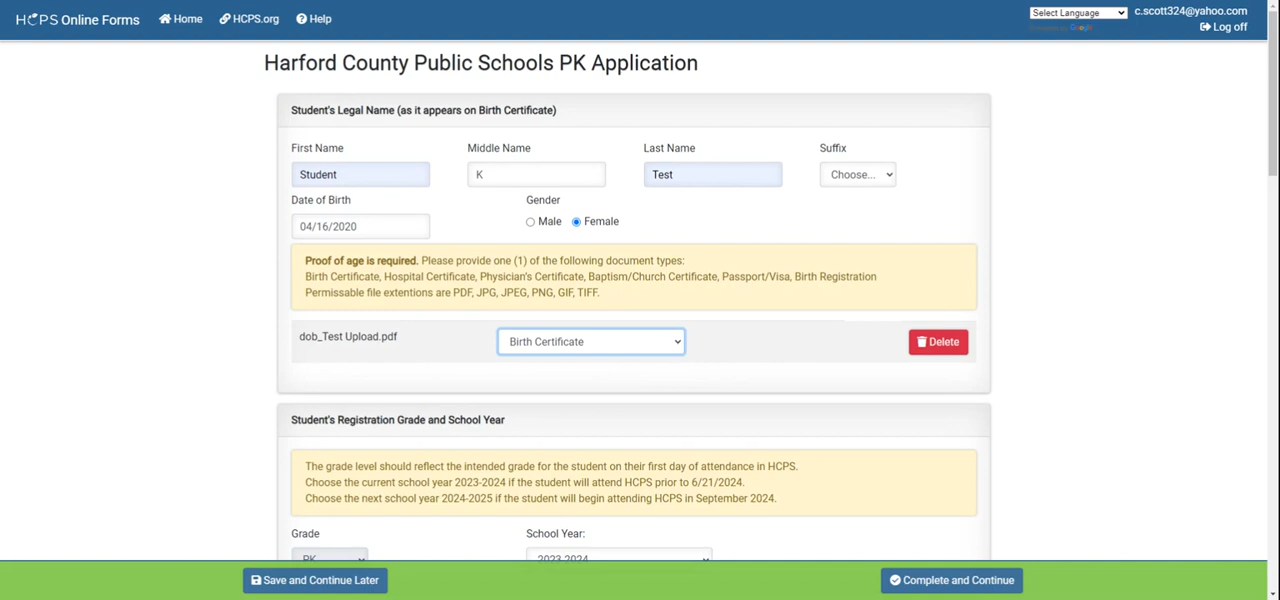 HCPS Online Forms Home HCPS.org Help Select Language c.scott324@yahoo.com
Log off
Harford County Public Schools PK Application
Student's Legal Name (as it appears on Birth Certificate)
First Name Middle Name Last Name Suffix
Student K Test Choose...
Date of Birth Gender
04/16/2020 Male Female
Proof of age is required. Please provide one (1) of the following document types:
Birth Certificate, Hospital Certificate, Physician's Certificate, Baptism/Church Certificate, Passport/Visa, Birth Registration
Permissable file extentions are PDF, JPG, JPEG, PNG, GIF, TIFF.
dob_Test Upload.pdf Birth Certificate Delete
Student's Registration Grade and School Year
The grade level should reflect the intended grade for the student on their first day of attendance in HCPS.
Choose the current school year 2023-2024 if the student will attend HCPS prior to 6/21/2024.
Choose the next school year 2024-2025 if the student will begin attending HCPS in September 2024.
Grade School Year:
PK 2023-2024
Save and Continue Later Complete and Continue